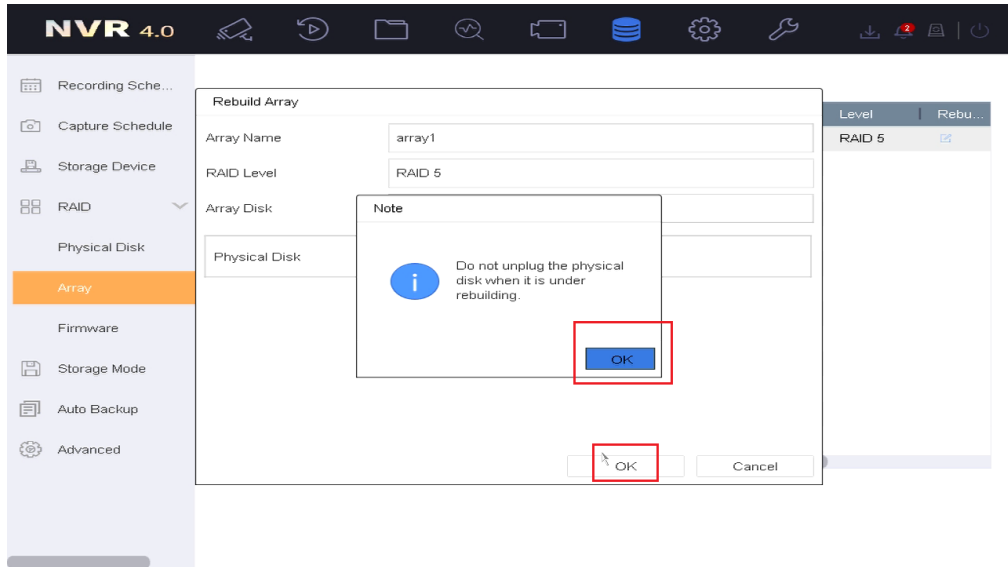 NVR 4.0
2
Recording Sche...
Capture Schedule
Storage Device
RAID
Physical Disk
Array
Firmware
Storage Mode
Auto Backup
Advanced
Level Rebu...
RAID 5
Rebuild Array
Array Name array1
RAID Level RAID 5
Array Disk
Physical Disk
Note
i
Do not unplug the physical
disk when it is under
rebuilding.
OK
OK Cancel